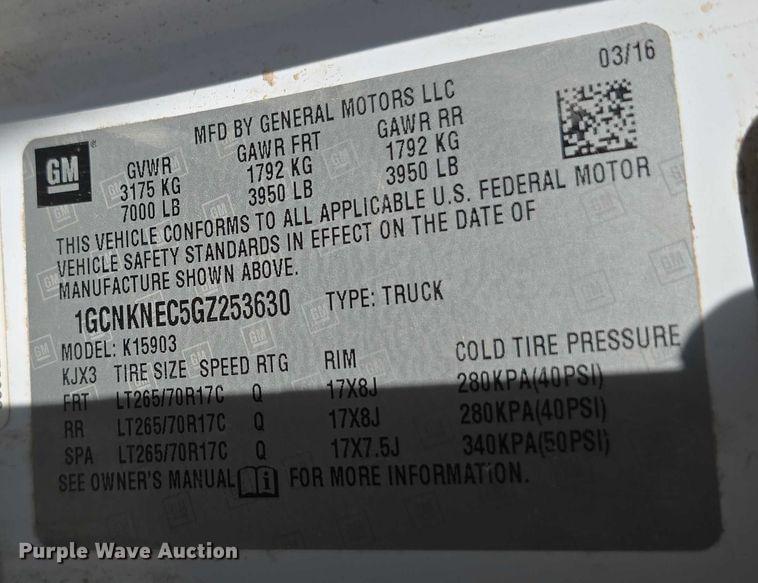 03/16
MFD BY GENERAL MOTORS LLC
GM
GVWR GAWR FRT GAWR RR
3175 KG 1792 KG 1792 KG
7000 LB 3950 LB 3950 LB
THIS VEHICLE CONFORMS TO ALL APPLICABLE U.S. FEDERAL MOTOR
VEHICLE SAFETY STANDARDS IN EFFECT ON THE DATE OF
MANUFACTURE SHOWN ABOVE.
1GCNKNEC5GZ253630 TYPE: TRUCK
MODEL: K15903
KJX3 TIRE SIZE SPEED RTG RIM COLD TIRE PRESSURE
FRT LT265/70R17C Q 17X8J 280KPA(40PSI)
RR LT265/70R17C Q 17X8J 280KPA(40PSI)
SPA LT265/70R17C Q 17X7.5J 340KPA(50PSI)
SEE OWNER'S MANUAL i FOR MORE INFORMATION.
Purple Wave Auction